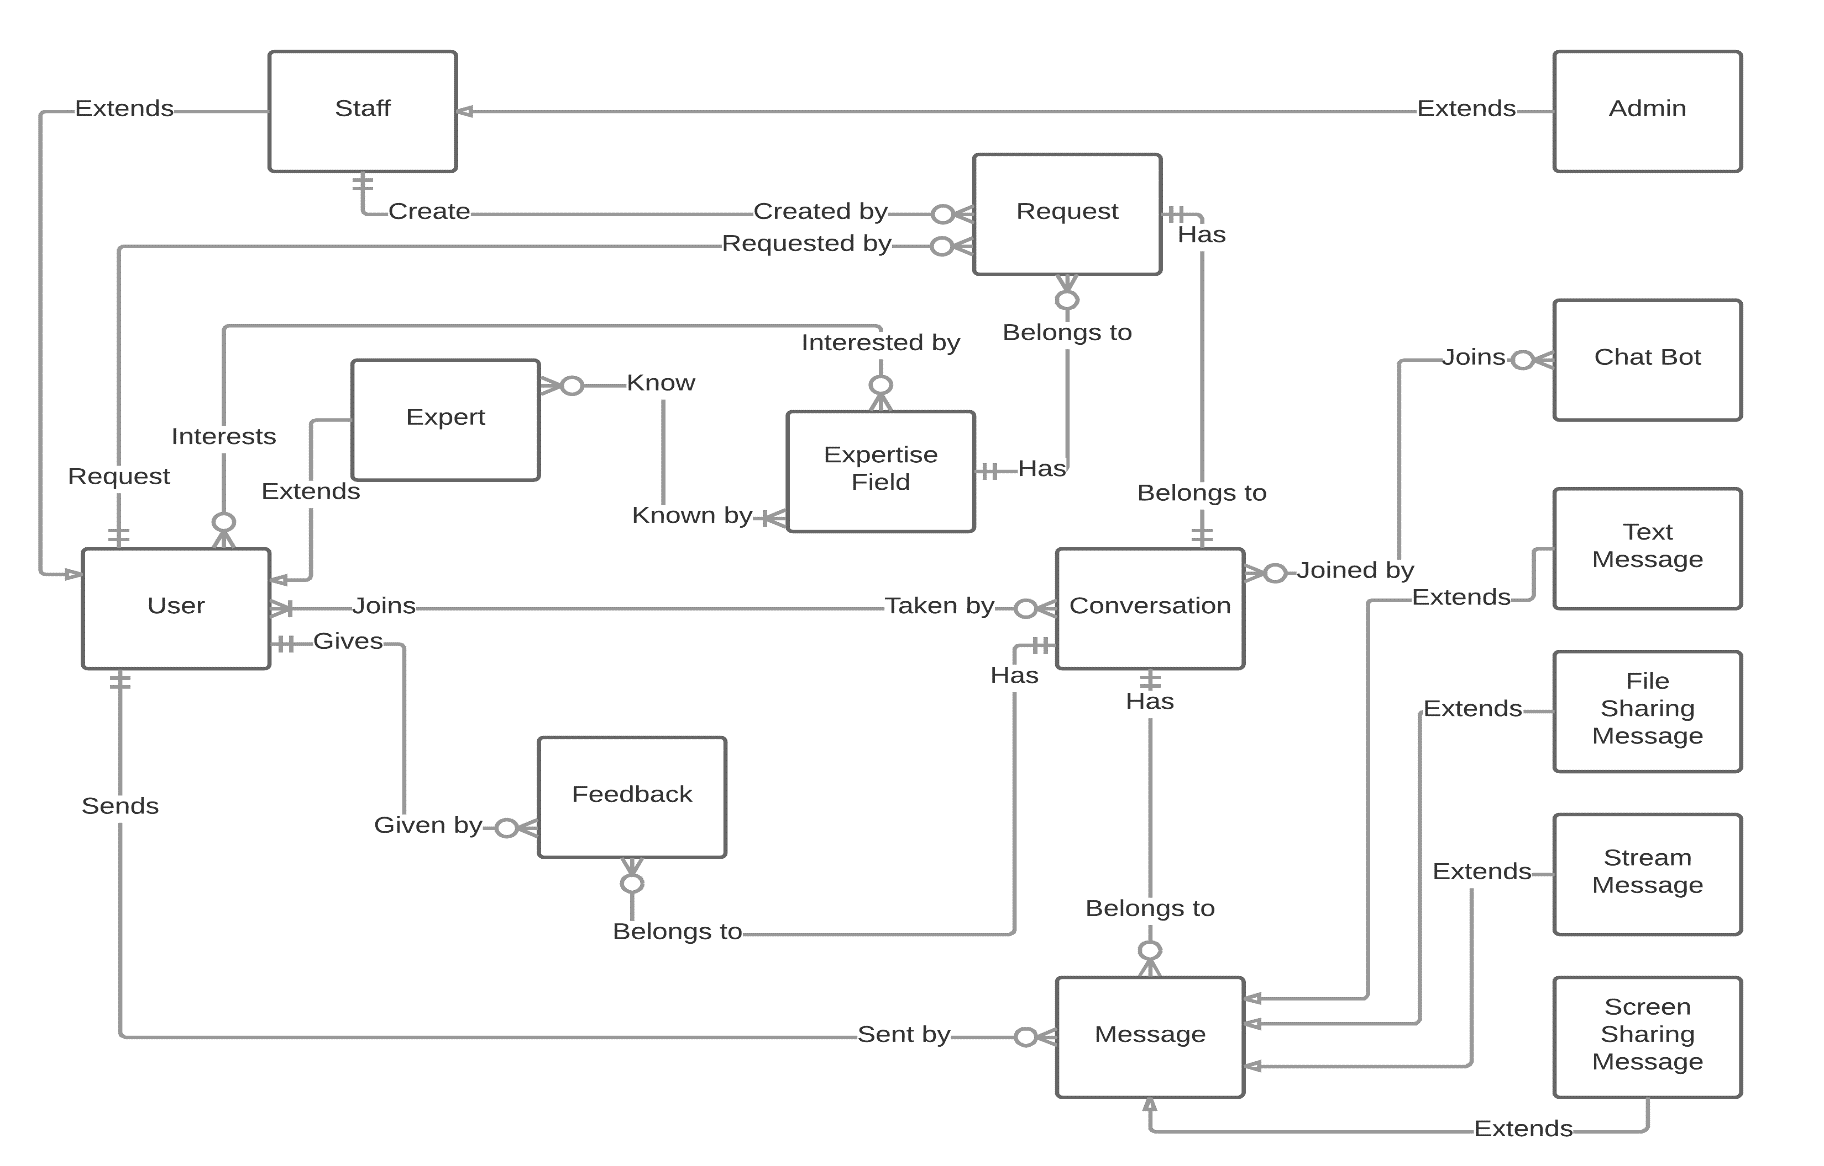 Extends
Staff
Extends
Admin
Create
Created by
Request
Has
Requested by
Belongs to
Interested by
Joins
Chat Bot
Know
Expert
Interests
Expertise
Field
Has
Request
Extends
Belongs to
Known by
Text
Message
Joined by
Extends
User
Joins
Taken by
Conversation
Gives
Has
Has
File
Sharing
Message
Extends
Feedback
Sends
Given by
Stream
Message
Extends
Belongs to
Belongs to
Sent by
Message
Screen
Sharing
Message
Extends